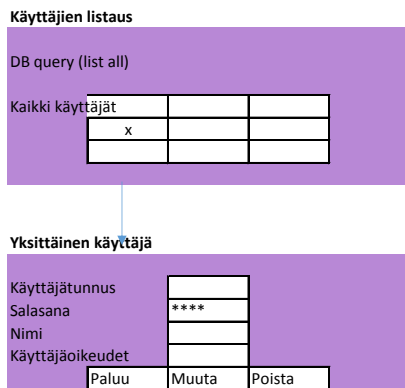 Käyttäjien listaus
DB query (list all)
Kaikki käyttäjät
x
Yksittäinen käyttäjä
Käyttäjätunnus
Salasana ****
Nimi
Käyttäjäoikeudet
Paluu Muuta Poista